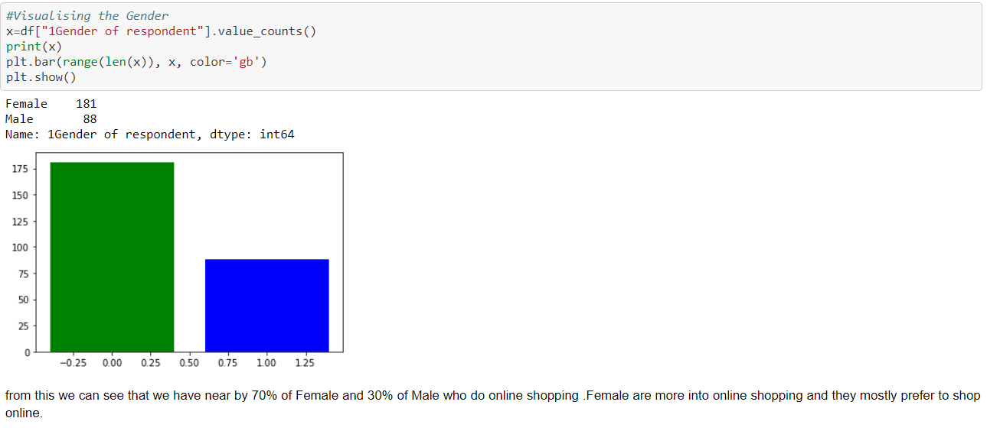 #Visualising the Gender
x=df["1Gender of respondent"].value_counts()
print(x)
plt.bar(range(len(x)), x, color='gb')
plt.show()
Female    181
Male       88
Name: 1Gender of respondent, dtype: int64
175
150
125
100
75
50
25
0
−0.25 0.00 0.25 0.50 0.75 1.00 1.25
from this we can see that we have near by 70% of Female and 30% of Male who do online shopping .Female are more into online shopping and they mostly prefer to shop
online.